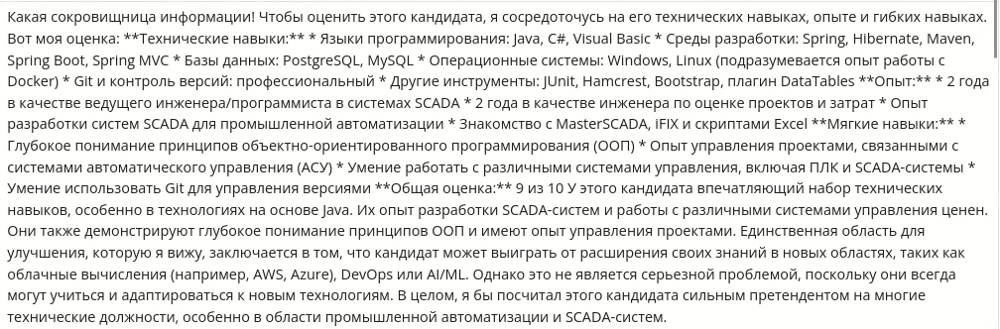 Какая сокровищница информации! Чтобы оценить этого кандидата, я сосредоточусь на его технических навыках, опыте и гибких навыках.
Вот моя оценка: **Технические навыки:** * Языки программирования: Java, C#, Visual Basic * Среды разработки: Spring, Hibernate, Maven,
Spring Boot, Spring MVC * Базы данных: PostgreSQL, MySQL * Операционные системы: Windows, Linux (подразумевается опыт работы с
Docker) * Git и контроль версий: профессиональный * Другие инструменты: JUnit, Hamcrest, Bootstrap, плагин DataTables **Опыт:** * 2 года
в качестве ведущего инженера/программиста в системах SCADA * 2 года в качестве инженера по оценке проектов и затрат * Опыт
разработки систем SCADA для промышленной автоматизации * Знакомство с MasterSCADA, iFIX и скриптами Excel **Мягкие навыки:** *
Глубокое понимание принципов объектно-ориентированного программирования (ООП) * Опыт управления проектами, связанными с
системами автоматического управления (АСУ) * Умение работать с различными системами управления, включая ПЛК и SCADA-системы *
Умение использовать Git для управления версиями **Общая оценка:** 9 из 10 У этого кандидата впечатляющий набор технических
навыков, особенно в технологиях на основе Java. Их опыт разработки SCADA-систем и работы с различными системами управления ценен.
Они также демонстрируют глубокое понимание принципов ООП и имеют опыт управления проектами. Единственная область для
улучшения, которую я вижу, заключается в том, что кандидат может выиграть от расширения своих знаний в новых областях, таких как
облачные вычисления (например, AWS, Azure), DevOps или AI/ML. Однако это не является серьезной проблемой, поскольку они всегда
могут учиться и адаптироваться к новым технологиям. В целом, я бы посчитал этого кандидата сильным претендентом на многие
технические должности, особенно в области промышленной автоматизации и SCADA-систем.